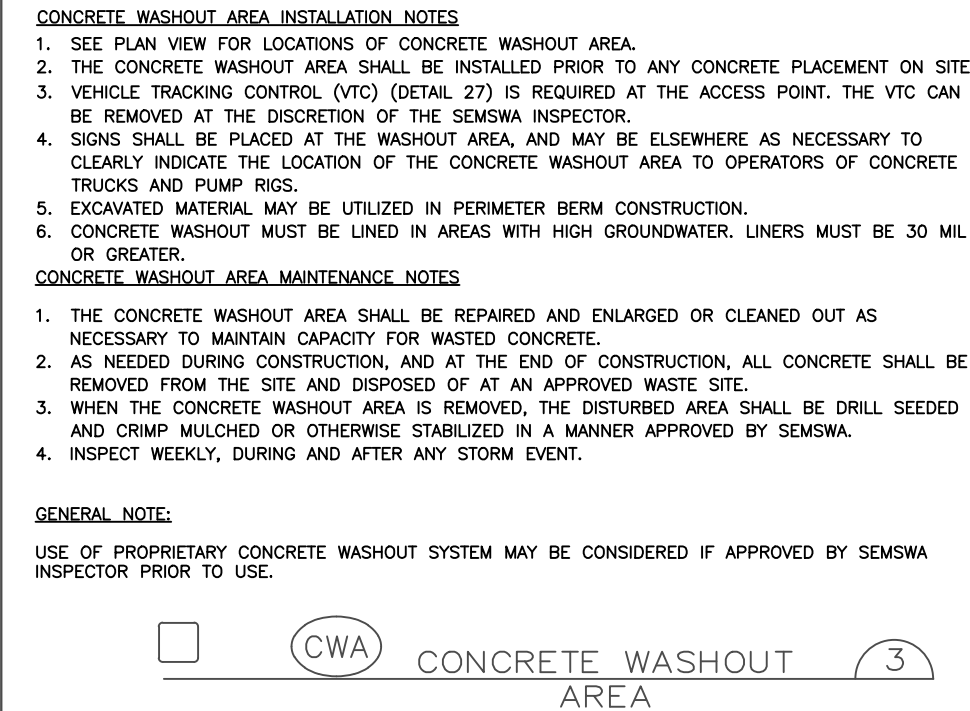 CONCRETE WASHOUT AREA INSTALLATION NOTES
1. SEE PLAN VIEW FOR LOCATIONS OF CONCRETE WASHOUT AREA.
2. THE CONCRETE WASHOUT AREA SHALL BE INSTALLED PRIOR TO ANY CONCRETE PLACEMENT ON SITE
3. VEHICLE TRACKING CONTROL (VTC) (DETAIL 27) IS REQUIRED AT THE ACCESS POINT. THE VTC CAN
BE REMOVED AT THE DISCRETION OF THE SEMSWA INSPECTOR.
4. SIGNS SHALL BE PLACED AT THE WASHOUT AREA, AND MAY BE ELSEWHERE AS NECESSARY TO
CLEARLY INDICATE THE LOCATION OF THE CONCRETE WASHOUT AREA TO OPERATORS OF CONCRETE
TRUCKS AND PUMP RIGS.
5. EXCAVATED MATERIAL MAY BE UTILIZED IN PERIMETER BERM CONSTRUCTION.
6. CONCRETE WASHOUT MUST BE LINED IN AREAS WITH HIGH GROUNDWATER. LINERS MUST BE 30 MIL
OR GREATER.
CONCRETE WASHOUT AREA MAINTENANCE NOTES
1. THE CONCRETE WASHOUT AREA SHALL BE REPAIRED AND ENLARGED OR CLEANED OUT AS
NECESSARY TO MAINTAIN CAPACITY FOR WASTED CONCRETE.
2. AS NEEDED DURING CONSTRUCTION, AND AT THE END OF CONSTRUCTION, ALL CONCRETE SHALL BE
REMOVED FROM THE SITE AND DISPOSED OF AT AN APPROVED WASTE SITE.
3. WHEN THE CONCRETE WASHOUT AREA IS REMOVED, THE DISTURBED AREA SHALL BE DRILL SEEDED
AND CRIMP MULCHED OR OTHERWISE STABILIZED IN A MANNER APPROVED BY SEMSWA.
4. INSPECT WEEKLY, DURING AND AFTER ANY STORM EVENT.
GENERAL NOTE:
USE OF PROPRIETARY CONCRETE WASHOUT SYSTEM MAY BE CONSIDERED IF APPROVED BY SEMSWA
INSPECTOR PRIOR TO USE.
CWA CONCRETE WASHOUT 3
AREA